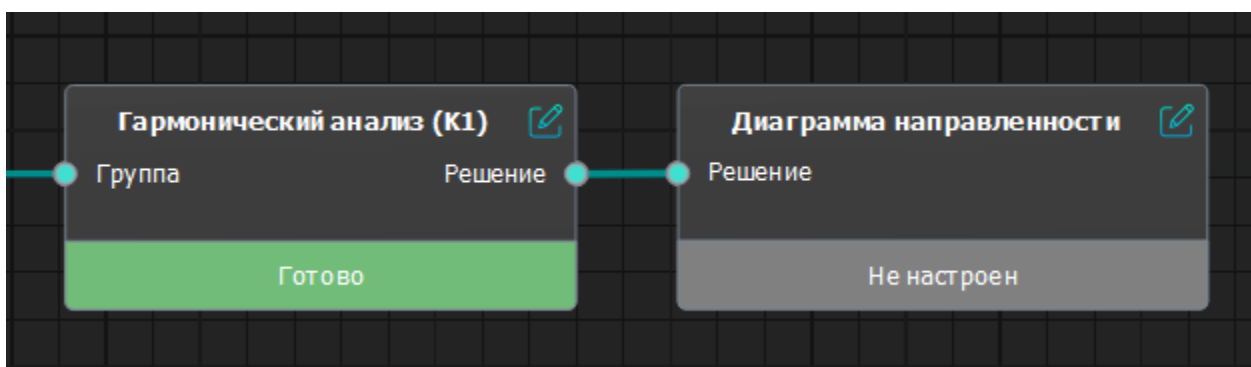 Гармонический анализ (К1)
Группа
Решение
Готово
Диаграмма направленности
Решение
Не настроен